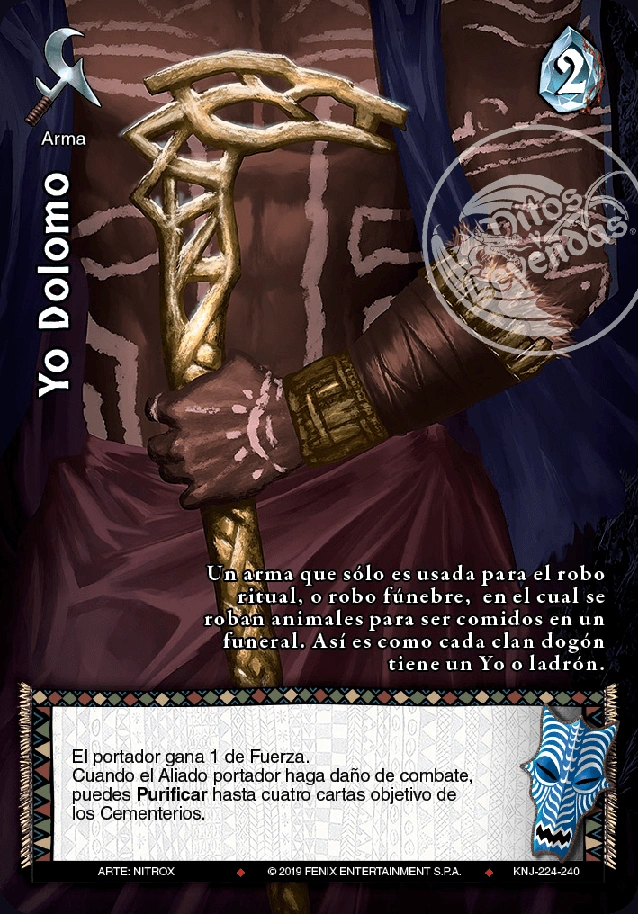 Arma
2
Yo Dolomo
Mitos
y
Leyendas
Un arma que sólo es usada para el robo
ritual, o robo fúnebre, en el cual se
roban animales para ser comidos en un
funeral. Así es como cada clan dogón
tiene un Yo o ladrón.
El portador gana 1 de Fuerza.
Cuando el Aliado portador haga daño de combate,
puedes Purificar hasta cuatro cartas objetivo de
los Cementerios.
ARTE: NITROX © 2019 FENIX ENTERTAINMENT S.P.A. KNJ-224-240